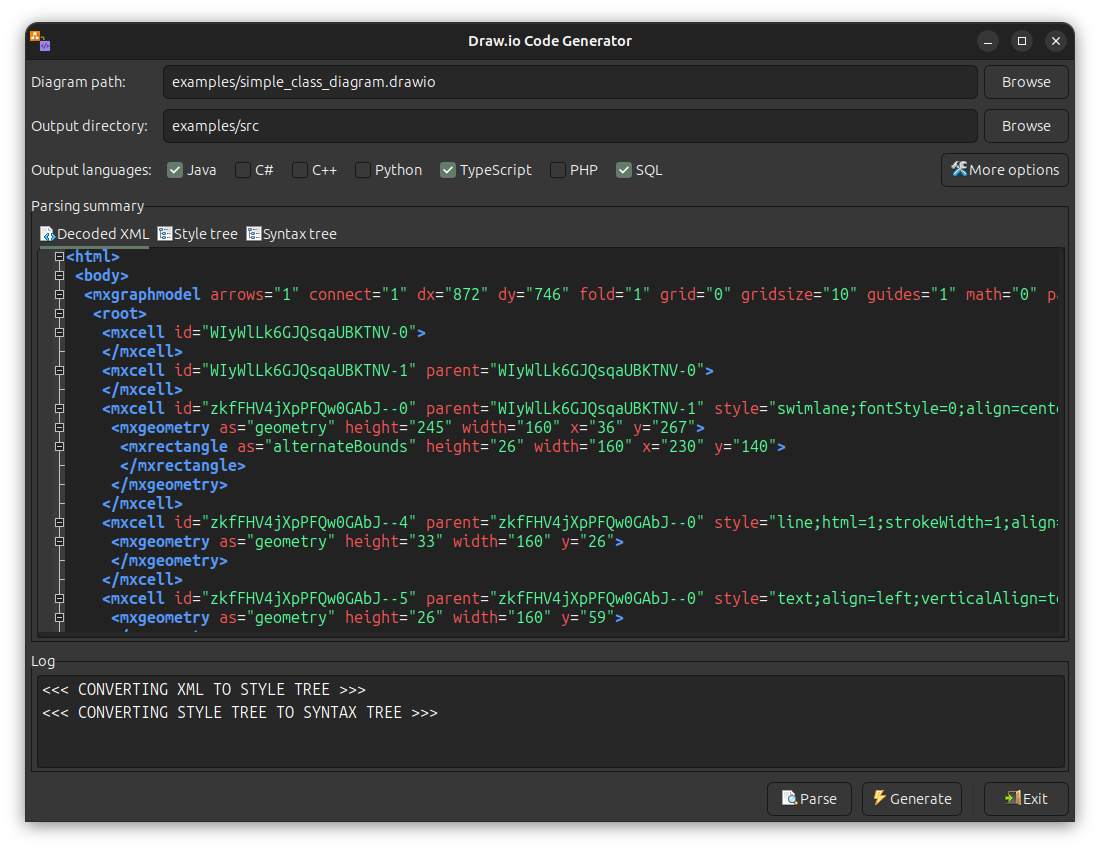 Draw.io Code Generator
Diagram path: examples/simple_class_diagram.drawio Browse
Output directory: examples/src Browse
Output languages: Java C# C++ Python TypeScript PHP SQL More options
Parsing summary
Decoded XML Style tree Syntax tree
<html>
<body>
<mxgraphmodel arrows="1" connect="1" dx="872" dy="746" fold="1" grid="0" gridsize="10" guides="1" math="0" pa
<root>
<mxcell id="WIyWlLk6GJQsqaUBKTNV-0">
</mxcell>
<mxcell id="WIyWlLk6GJQsqaUBKTNV-1" parent="WIyWlLk6GJQsqaUBKTNV-0">
</mxcell>
<mxcell id="zkfFHV4jXpPFQw0GAbJ--0" parent="WIyWlLk6GJQsqaUBKTNV-1" style="swimlane;fontStyle=0;align=cente
<mxgeometry as="geometry" height="245" width="160" x="36" y="267">
<mxrectangle as="alternateBounds" height="26" width="160" x="230" y="140">
</mxrectangle>
</mxgeometry>
</mxcell>
<mxcell id="zkfFHV4jXpPFQw0GAbJ--4" parent="zkfFHV4jXpPFQw0GAbJ--0" style="line;html=1;strokeWidth=1;align=
<mxgeometry as="geometry" height="33" width="160" y="26">
</mxgeometry>
</mxcell>
<mxcell id="zkfFHV4jXpPFQw0GAbJ--5" parent="zkfFHV4jXpPFQw0GAbJ--0" style="text;align=left;verticalAlign=to
<mxgeometry as="geometry" height="26" width="160" y="59">
Log
<<< CONVERTING XML TO STYLE TREE >>>
<<< CONVERTING STYLE TREE TO SYNTAX TREE >>>
Parse Generate Exit